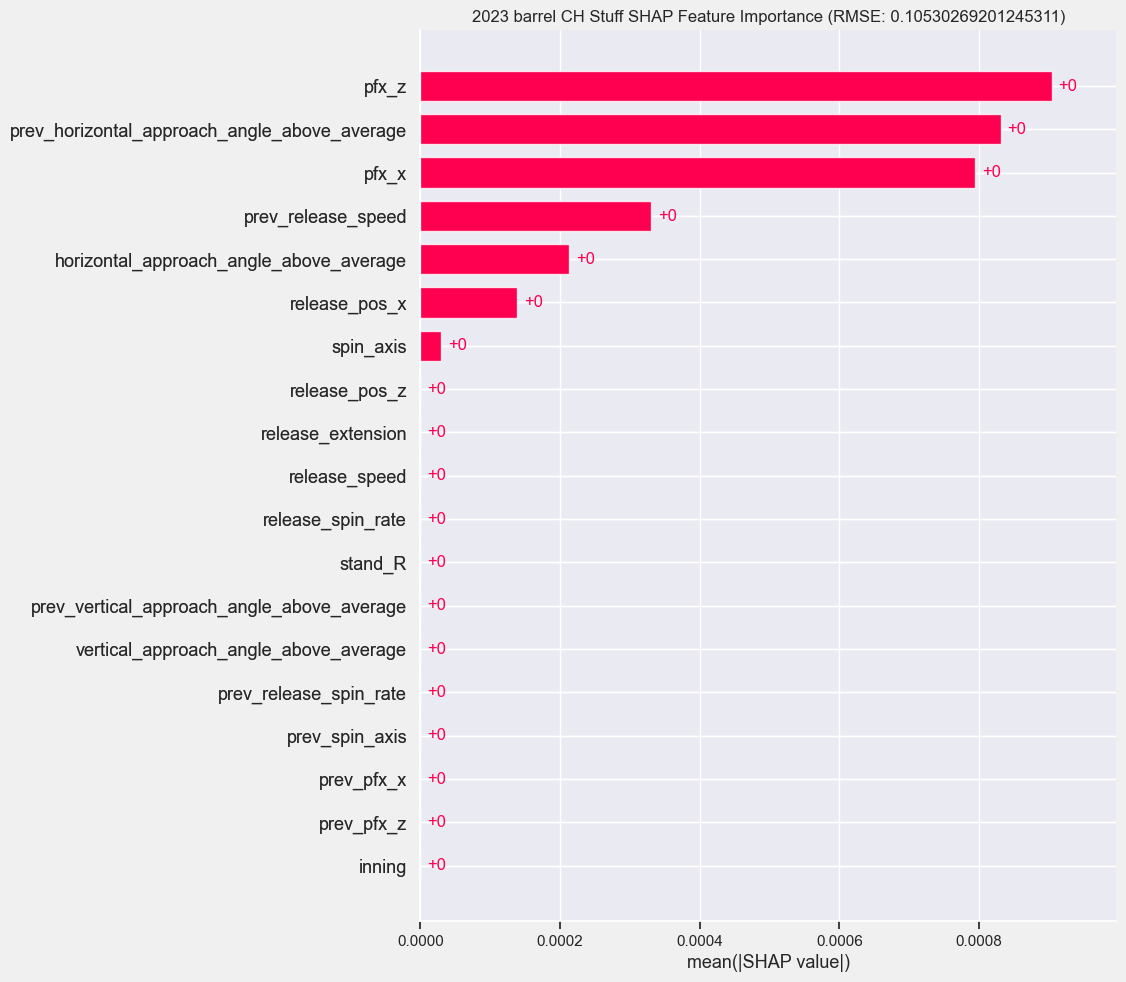 2023 barrel CH Stuff SHAP Feature Importance (RMSE: 0.10530269201245311)
pfx_z +0
prev_horizontal_approach_angle_above_average +0
pfx_x +0
prev_release_speed +0
horizontal_approach_angle_above_average +0
release_pos_x +0
spin_axis +0
release_pos_z +0
release_extension +0
release_speed +0
release_spin_rate +0
stand_R +0
prev_vertical_approach_angle_above_average +0
vertical_approach_angle_above_average +0
prev_release_spin_rate +0
prev_spin_axis +0
prev_pfx_x +0
prev_pfx_z +0
inning +0
0.0000 0.0002 0.0004 0.0006 0.0008
mean(|SHAP value|)